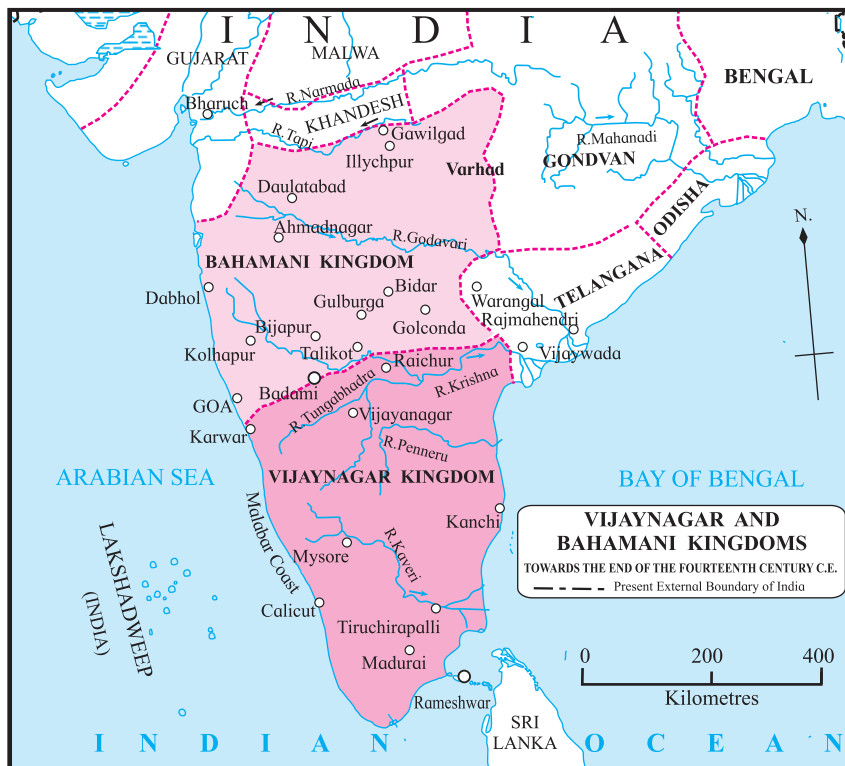 I N D I A
GUJARAT
MALWA
BENGAL
Bharuch
R.Narmada
KHANDESH
R.Tapi
Gawilgad
Illychpur
R.Mahanadi
GONDVAN
Varhad
Daulatabad
ODISHA
N.
Ahmadnagar
R.Godavari
BAHAMANI KINGDOM
TELANGANA
Dabhol
Bidar
Gulburga
Warangal
Golconda
Rajmahendri
Bijapur
Kolhapur
Talikot
Vijaywada
Raichur
Badami
R.Krishna
R.Tungabhadra
GOA
Vijayanagar
Karwar
R.Penneru
ARABIAN SEA
VIJAYNAGAR KINGDOM
BAY OF BENGAL
Malabar Coast
Kanchi
VIJAYNAGAR AND
BAHAMANI KINGDOMS
TOWARDS THE END OF THE FOURTEENTH CENTURY C.E.
Present External Boundary of India
LAKSHADWEEP
(INDIA)
Mysore
R.Kaveri
Calicut
Tiruchirapalli
Madurai
0 200 400
Kilometres
Rameshwar
SRI
LANKA
I N D I A N O C E A N